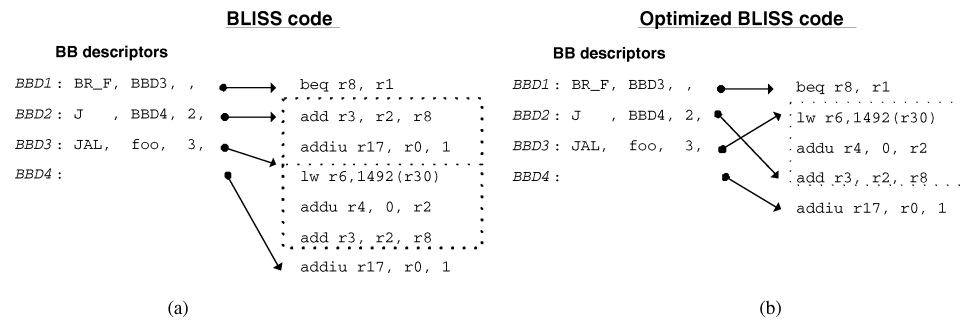 BLISS code
BB descriptors
BBD1: BR_F, BBD3, ,
BBD2: J , BBD4, 2,
BBD3: JAL, foo, 3,
BBD4:
beq r8, r1
add r3, r2, r8
addiu r17, r0, 1
lw r6,1492(r30)
addu r4, 0, r2
add r3, r2, r8
addiu r17, r0, 1
(a)
Optimized BLISS code
BB descriptors
BBD1: BR_F, BBD3, ,
BBD2: J , BBD4, 2,
BBD3: JAL, foo, 3,
BBD4:
beq r8, r1
lw r6,1492(r30)
addu r4, 0, r2
add r3, r2, r8
addiu r17, r0, 1
(b)